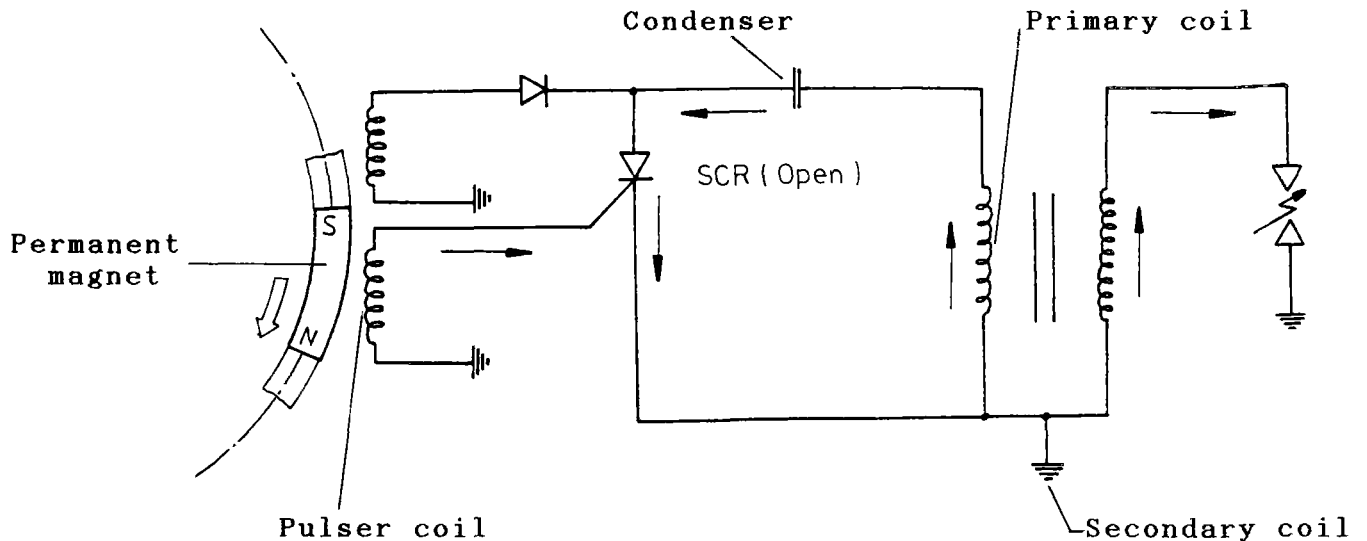 Condenser
Primary coil
SCR (Open)
S
Permanent
magnet
N
Pulser coil
Secondary coil